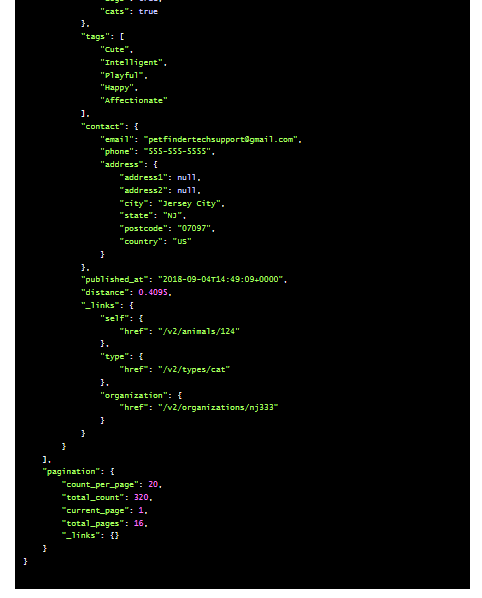 "cats": true
},
"tags": [
"Cute",
"Intelligent",
"Playful",
"Happy",
"Affectionate"
],
"contact": {
"email": "petfindertechsupport@gmail.com",
"phone": "555-555-5555",
"address": {
"address1": null,
"address2": null,
"city": "Jersey City",
"state": "NJ",
"postcode": "07097",
"country": "US"
}
},
"published_at": "2018-09-04T14:49:09+0000",
"distance": 0.4095,
"_links": {
"self": {
"href": "/v2/animals/124"
},
"type": {
"href": "/v2/types/cat"
},
"organization": {
"href": "/v2/organizations/nj333"
}
}
}
],
"pagination": {
"count_per_page": 20,
"total_count": 320,
"current_page": 1,
"total_pages": 16,
"_links": {}
}
}